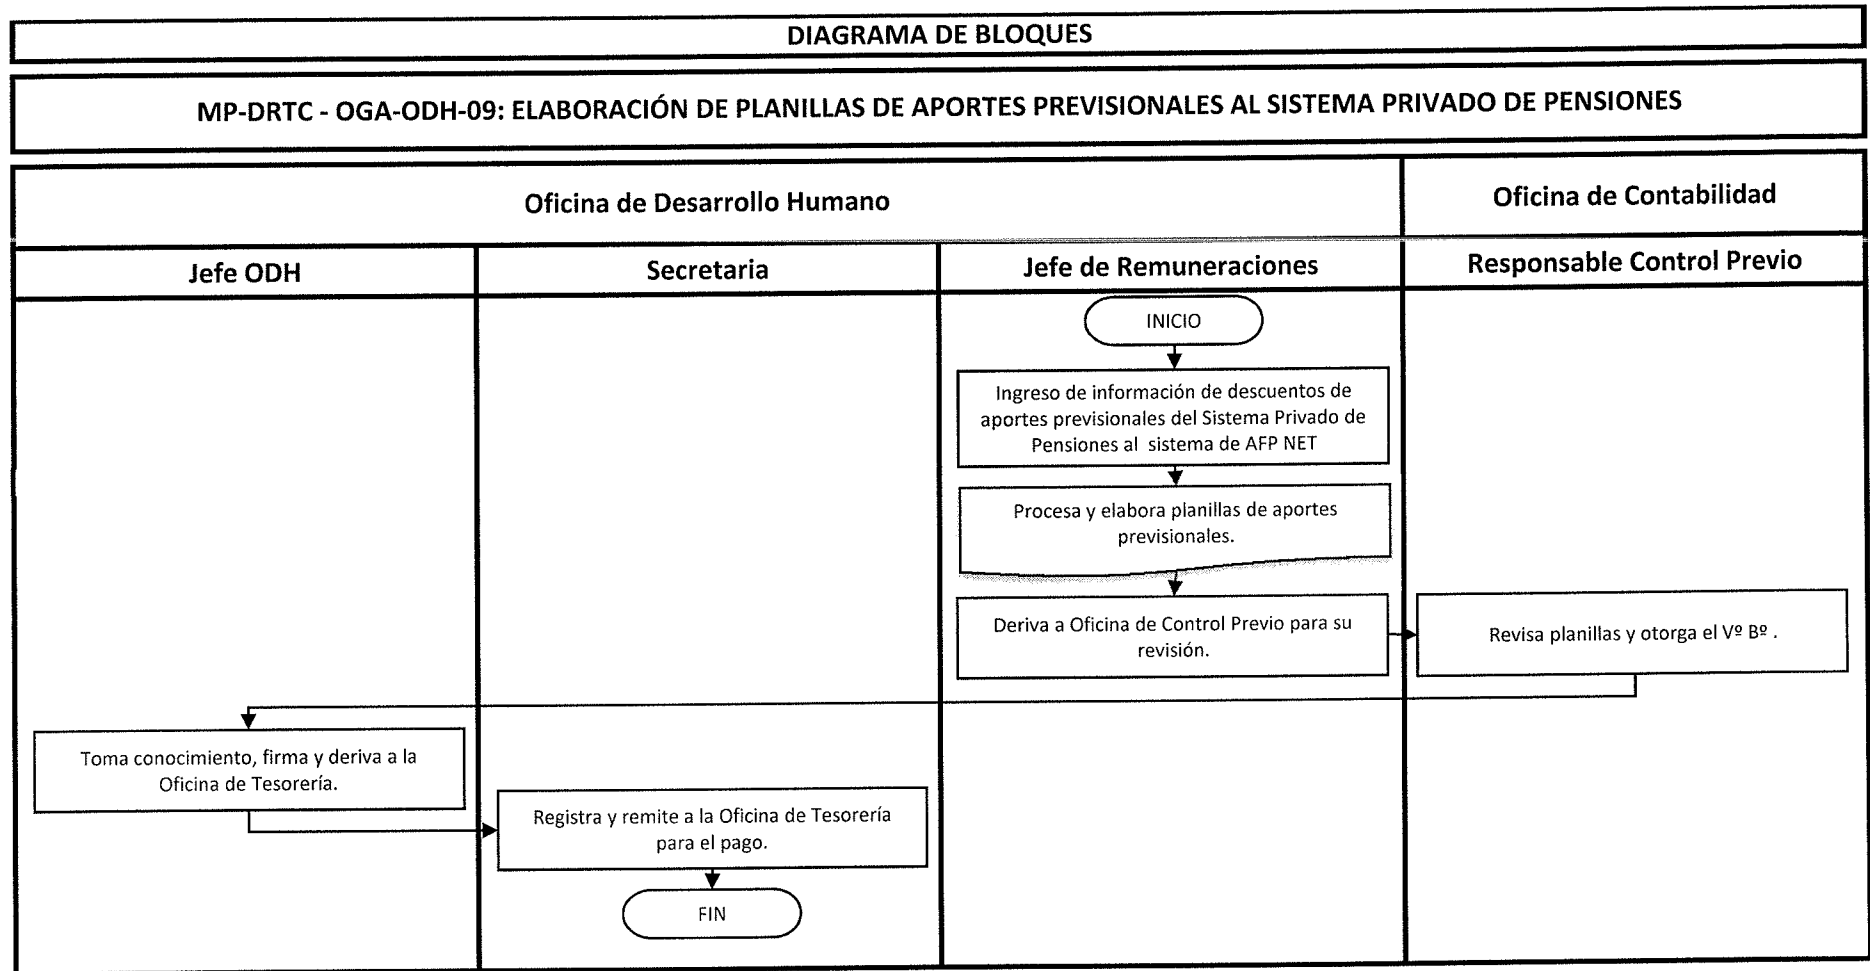 DIAGRAMA DE BLOQUES
MP-DRTC - OGA-ODH-09: ELABORACIÓN DE PLANILLAS DE APORTES PREVISIONALES AL SISTEMA PRIVADO DE PENSIONES
Oficina de Desarrollo Humano
Oficina de Contabilidad
Jefe ODH
Secretaria
Jefe de Remuneraciones
Responsable Control Previo
INICIO
Ingreso de información de descuentos de
aportes previsionales del Sistema Privado de
Pensiones al sistema de AFP NET
Procesa y elabora planillas de aportes
previsionales.
Deriva a Oficina de Control Previo para su
revisión.
Revisa planillas y otorga el Vº Bº .
Toma conocimiento, firma y deriva a la
Oficina de Tesorería.
Registra y remite a la Oficina de Tesorería
para el pago.
FIN